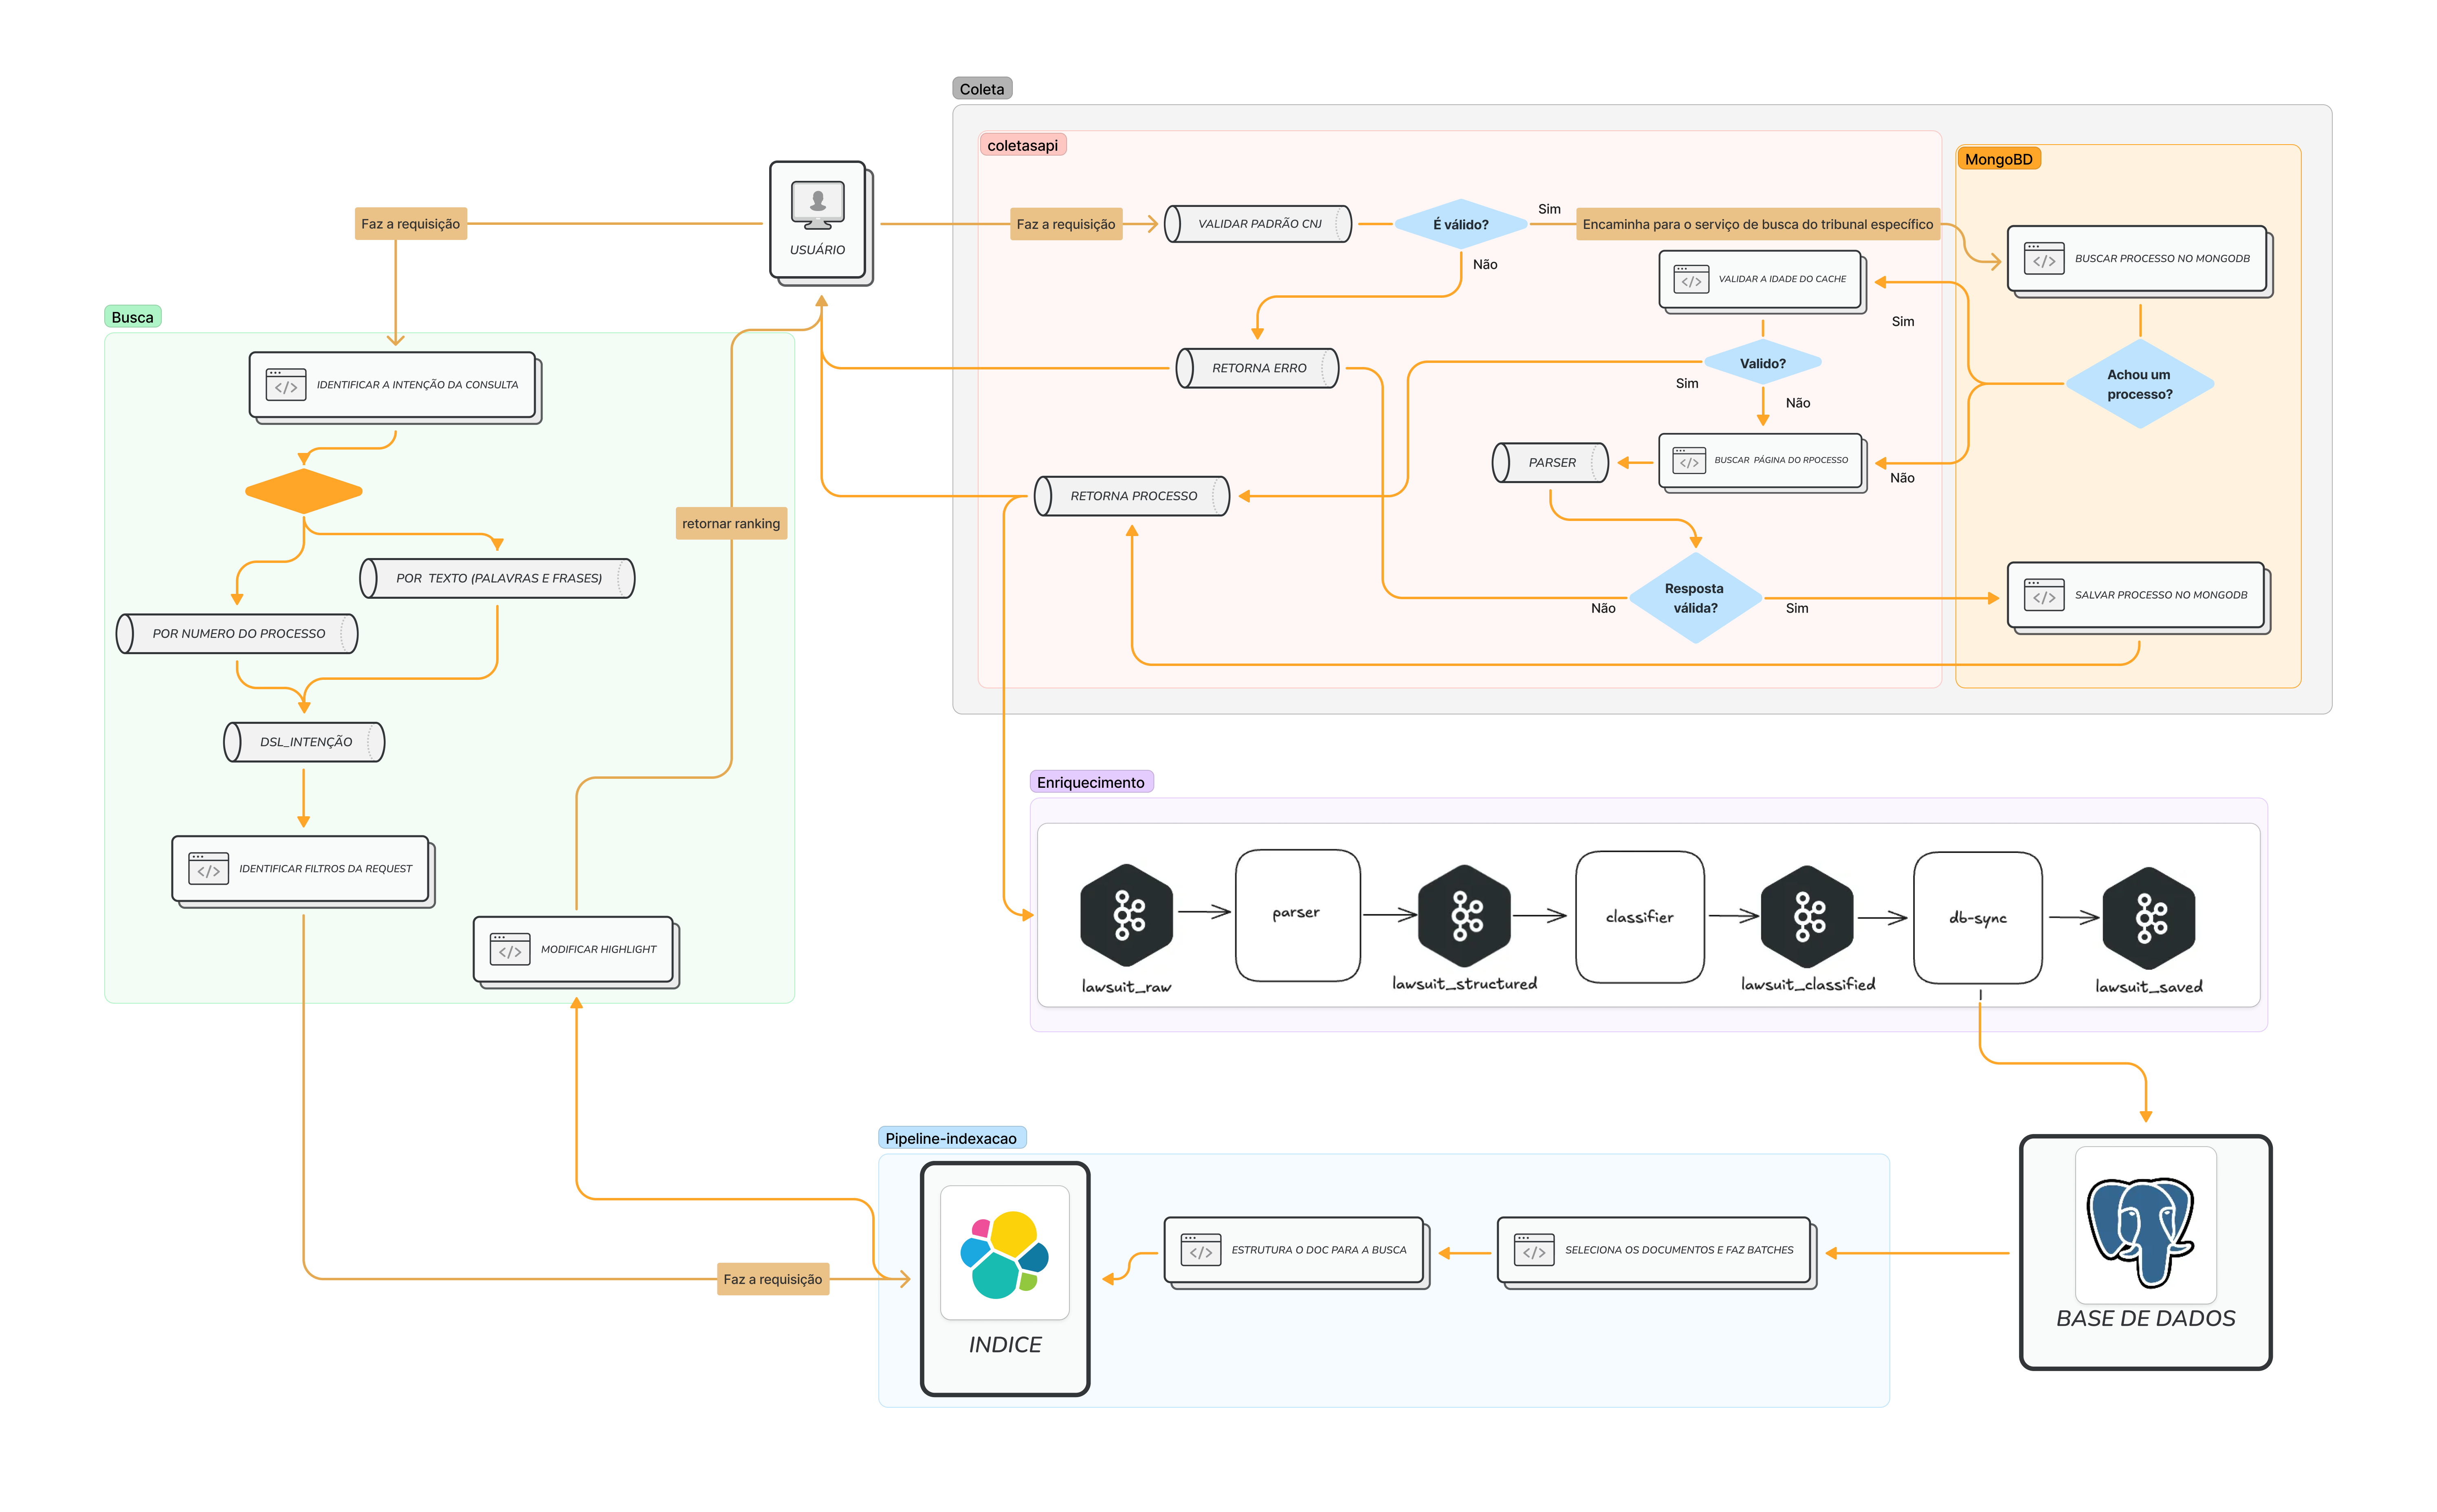 Coleta
coletasapi
MongoBD
USUÁRIO
Faz a requisição
Faz a requisição
VALIDAR PADRÃO CNJ
É válido?
Sim
Encaminha para o serviço de busca do tribunal específico
BUSCAR PROCESSO NO MONGODB
Não
VALIDAR A IDADE DO CACHE
Sim
Valido?
Sim
Não
Achou um
processo?
RETORNA ERRO
PARSER
BUSCAR PÁGINA DO RPOCESSO
Não
RETORNA PROCESSO
Resposta
válida?
Não
Sim
SALVAR PROCESSO NO MONGODB
Busca
IDENTIFICAR A INTENÇÃO DA CONSULTA
retornar ranking
POR TEXTO (PALAVRAS E FRASES)
POR NUMERO DO PROCESSO
DSL_INTENÇÃO
IDENTIFICAR FILTROS DA REQUEST
MODIFICAR HIGHLIGHT
Enriquecimento
parser
classifier
db-sync
lawsuit_raw
lawsuit_structured
lawsuit_classified
lawsuit_saved
Pipeline-indexacao
Faz a requisição
INDICE
ESTRUTURA O DOC PARA A BUSCA
SELECIONA OS DOCUMENTOS E FAZ BATCHES
BASE DE DADOS